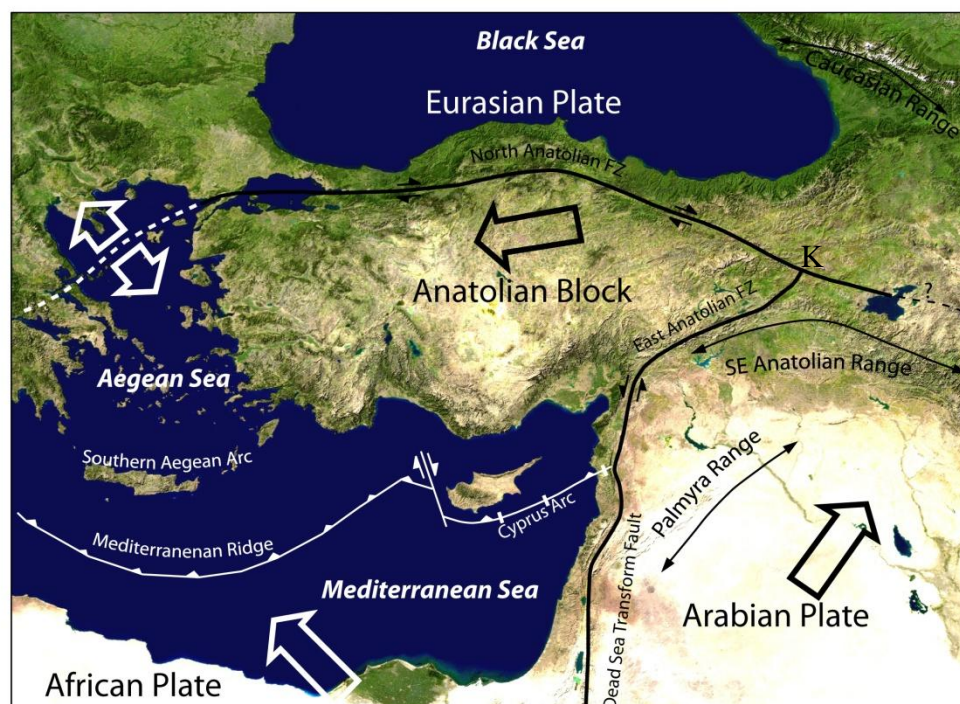 Black Sea
Eurasian Plate
Caucasian Range
North Anatolian FZ
K
Anatolian Block
East Anatolian FZ
?
SE Anatolian Range
Aegean Sea
Southern Aegean Arc
Palmyra Range
Cyprus Arc
Mediterrenean Ridge
Mediterranean Sea
Dead Sea Transform Fault
Arabian Plate
African Plate